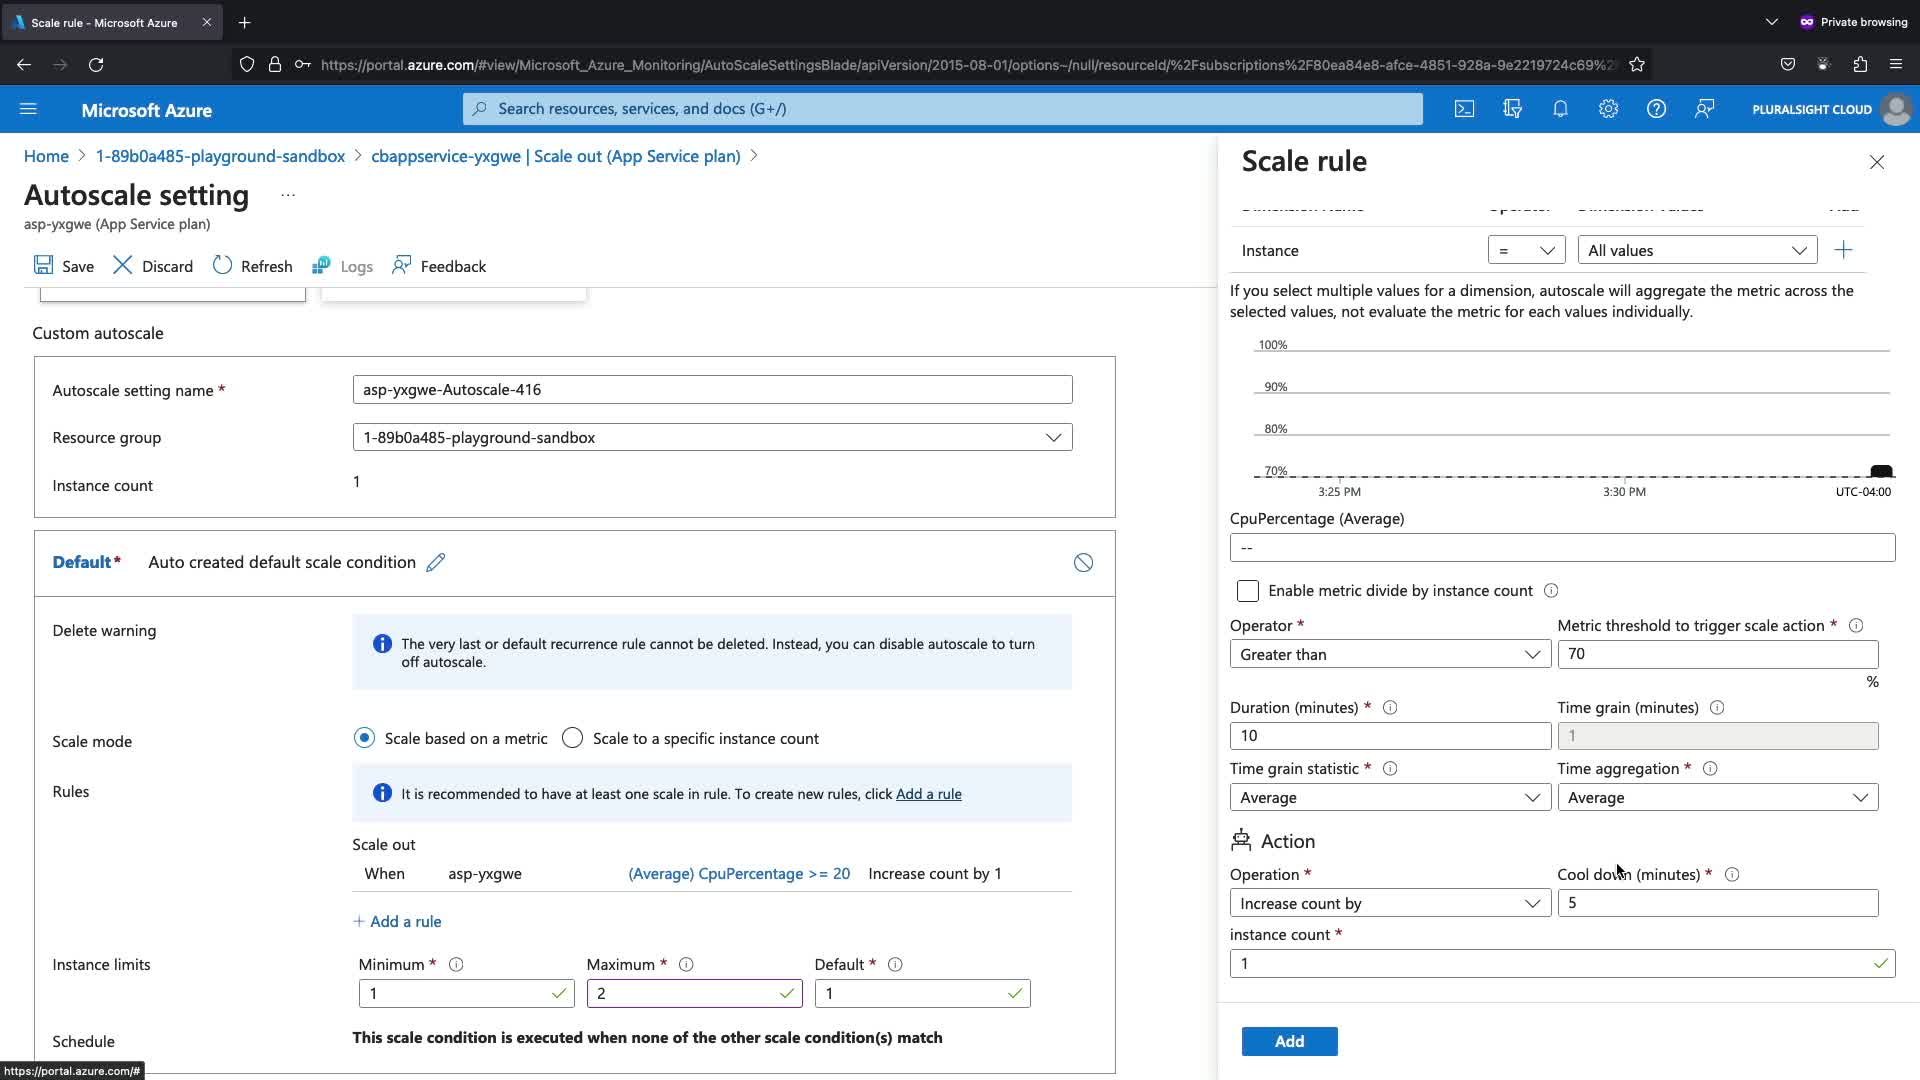 Scale rule - Microsoft Azure
Private browsing
https://portal.azure.com/#view/Microsoft_Azure_Monitoring/AutoScaleSettingsBlade/apiVersion/2015-08-01/options~/null/resourceId/%2Fsubscriptions%2F80ea84e8-afce-4851-928a-9e2219724c69%2F
Microsoft Azure
Search resources, services, and docs (G+/)
PLURALSIGHT CLOUD
Home > 1-89b0a485-playground-sandbox > cbappservice-yxgwe | Scale out (App Service plan) >
Autoscale setting ...
asp-yxgwe (App Service plan)
Save Discard Refresh Logs Feedback
Custom autoscale
Autoscale setting name * asp-yxgwe-Autoscale-416
Resource group 1-89b0a485-playground-sandbox
Instance count 1
Default* Auto created default scale condition
Delete warning
The very last or default recurrence rule cannot be deleted. Instead, you can disable autoscale to turn
off autoscale.
Scale mode Scale based on a metric Scale to a specific instance count
Rules It is recommended to have at least one scale in rule. To create new rules, click Add a rule
Scale out
When asp-yxgwe (Average) CpuPercentage >= 20 Increase count by 1
+ Add a rule
Instance limits Minimum * Maximum * Default *
1 2 1
Schedule This scale condition is executed when none of the other scale condition(s) match
https://portal.azure.com/#
Scale rule
Instance = All values
If you select multiple values for a dimension, autoscale will aggregate the metric across the
selected values, not evaluate the metric for each values individually.
100%
90%
80%
70%
3:25 PM 3:30 PM UTC-04:00
CpuPercentage (Average)
--
Enable metric divide by instance count
Operator * Metric threshold to trigger scale action *
Greater than 70
%
Duration (minutes) * Time grain (minutes)
10 1
Time grain statistic * Time aggregation *
Average Average
Action
Operation * Cool down (minutes) *
Increase count by 5
instance count *
1
Add